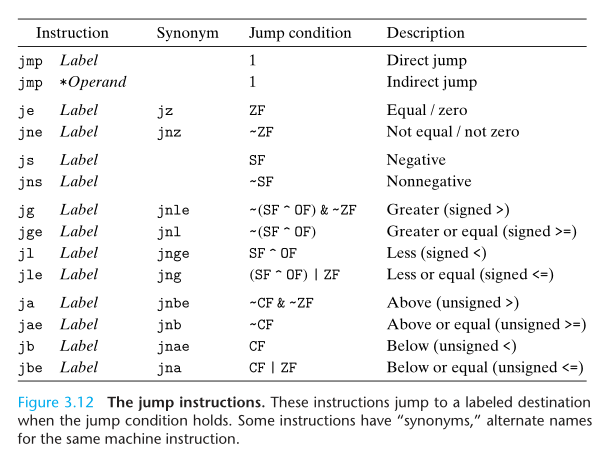 Instruction Synonym Jump condition Description
jmp Label 1 Direct jump
jmp *Operand 1 Indirect jump
je Label jz ZF Equal / zero
jne Label jnz ~ZF Not equal / not zero
js Label SF Negative
jns Label ~SF Nonnegative
jg Label jnle ~(SF ^ OF) & ~ZF Greater (signed >)
jge Label jnl ~(SF ^ OF) Greater or equal (signed >=)
jl Label jnge SF ^ OF Less (signed <)
jle Label jng (SF ^ OF) | ZF Less or equal (signed <=)
ja Label jnbe ~CF & ~ZF Above (unsigned >)
jae Label jnb ~CF Above or equal (unsigned >=)
jb Label jnae CF Below (unsigned <)
jbe Label jna CF | ZF Below or equal (unsigned <=)
Figure 3.12 The jump instructions. These instructions jump to a labeled destination
when the jump condition holds. Some instructions have “synonyms,” alternate names
for the same machine instruction.